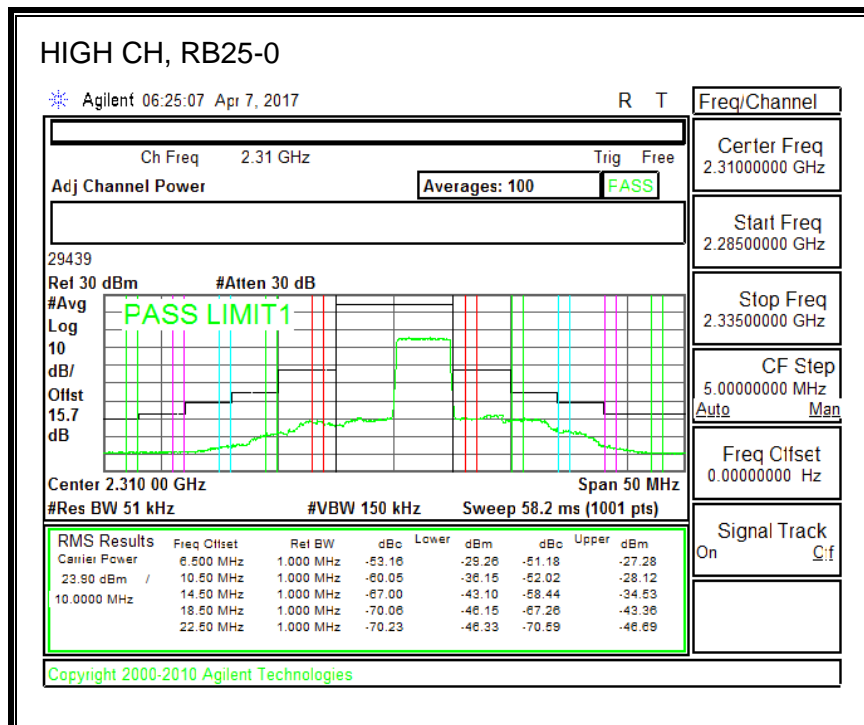 HIGH CH, RB25-0
Agilent 06:25:07 Apr 7, 2017 R T
Ch Freq 2.31 GHz Trig Free
Adj Channel Power Averages: 100 PASS
29439
Ref 30 dBm #Atten 30 dB
#Avg
Log
10
dB/
Offst
15.7
dB
PASS LIMIT1
Center 2.310 00 GHz Span 50 MHz
#Res BW 51 kHz #VBW 150 kHz Sweep 58.2 ms (1001 pts)
RMS Results Freq Offset Ref BW dBc Lower dBm dBc Upper dBm
Carrier Power 6.500 MHz 1.000 MHz -53.16 -29.26 -51.18 -27.28
23.90 dBm / 10.50 MHz 1.000 MHz -60.05 -36.15 -52.02 -28.12
10.0000 MHz 14.50 MHz 1.000 MHz -67.00 -43.10 -58.44 -34.53
18.50 MHz 1.000 MHz -70.06 -46.15 -67.26 -43.36
22.50 MHz 1.000 MHz -70.23 -46.33 -70.59 -46.69
Copyright 2000-2010 Agilent Technologies
Freq/Channel
Center Freq
2.31000000 GHz
Start Freq
2.28500000 GHz
Stop Freq
2.33500000 GHz
CF Step
5.00000000 MHz
Auto Man
Freq Offset
0.00000000 Hz
Signal Track
On Off